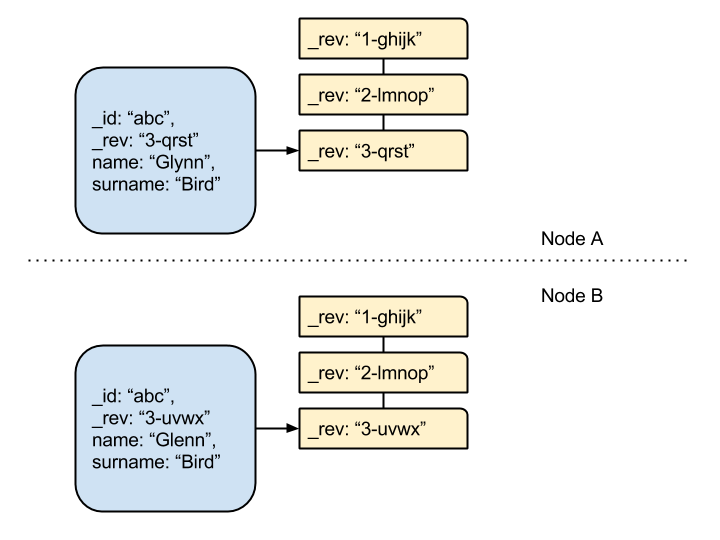 _rev: “1-ghijk”
_rev: “2-lmnop”
_rev: “3-qrst”
_id: “abc”,
_rev: “3-qrst”
name: “Glynn”,
surname: “Bird”
Node A
Node B
_rev: “1-ghijk”
_rev: “2-lmnop”
_rev: “3-uvwx”
_id: “abc”,
_rev: “3-uvwx”
name: “Glenn”,
surname: “Bird”